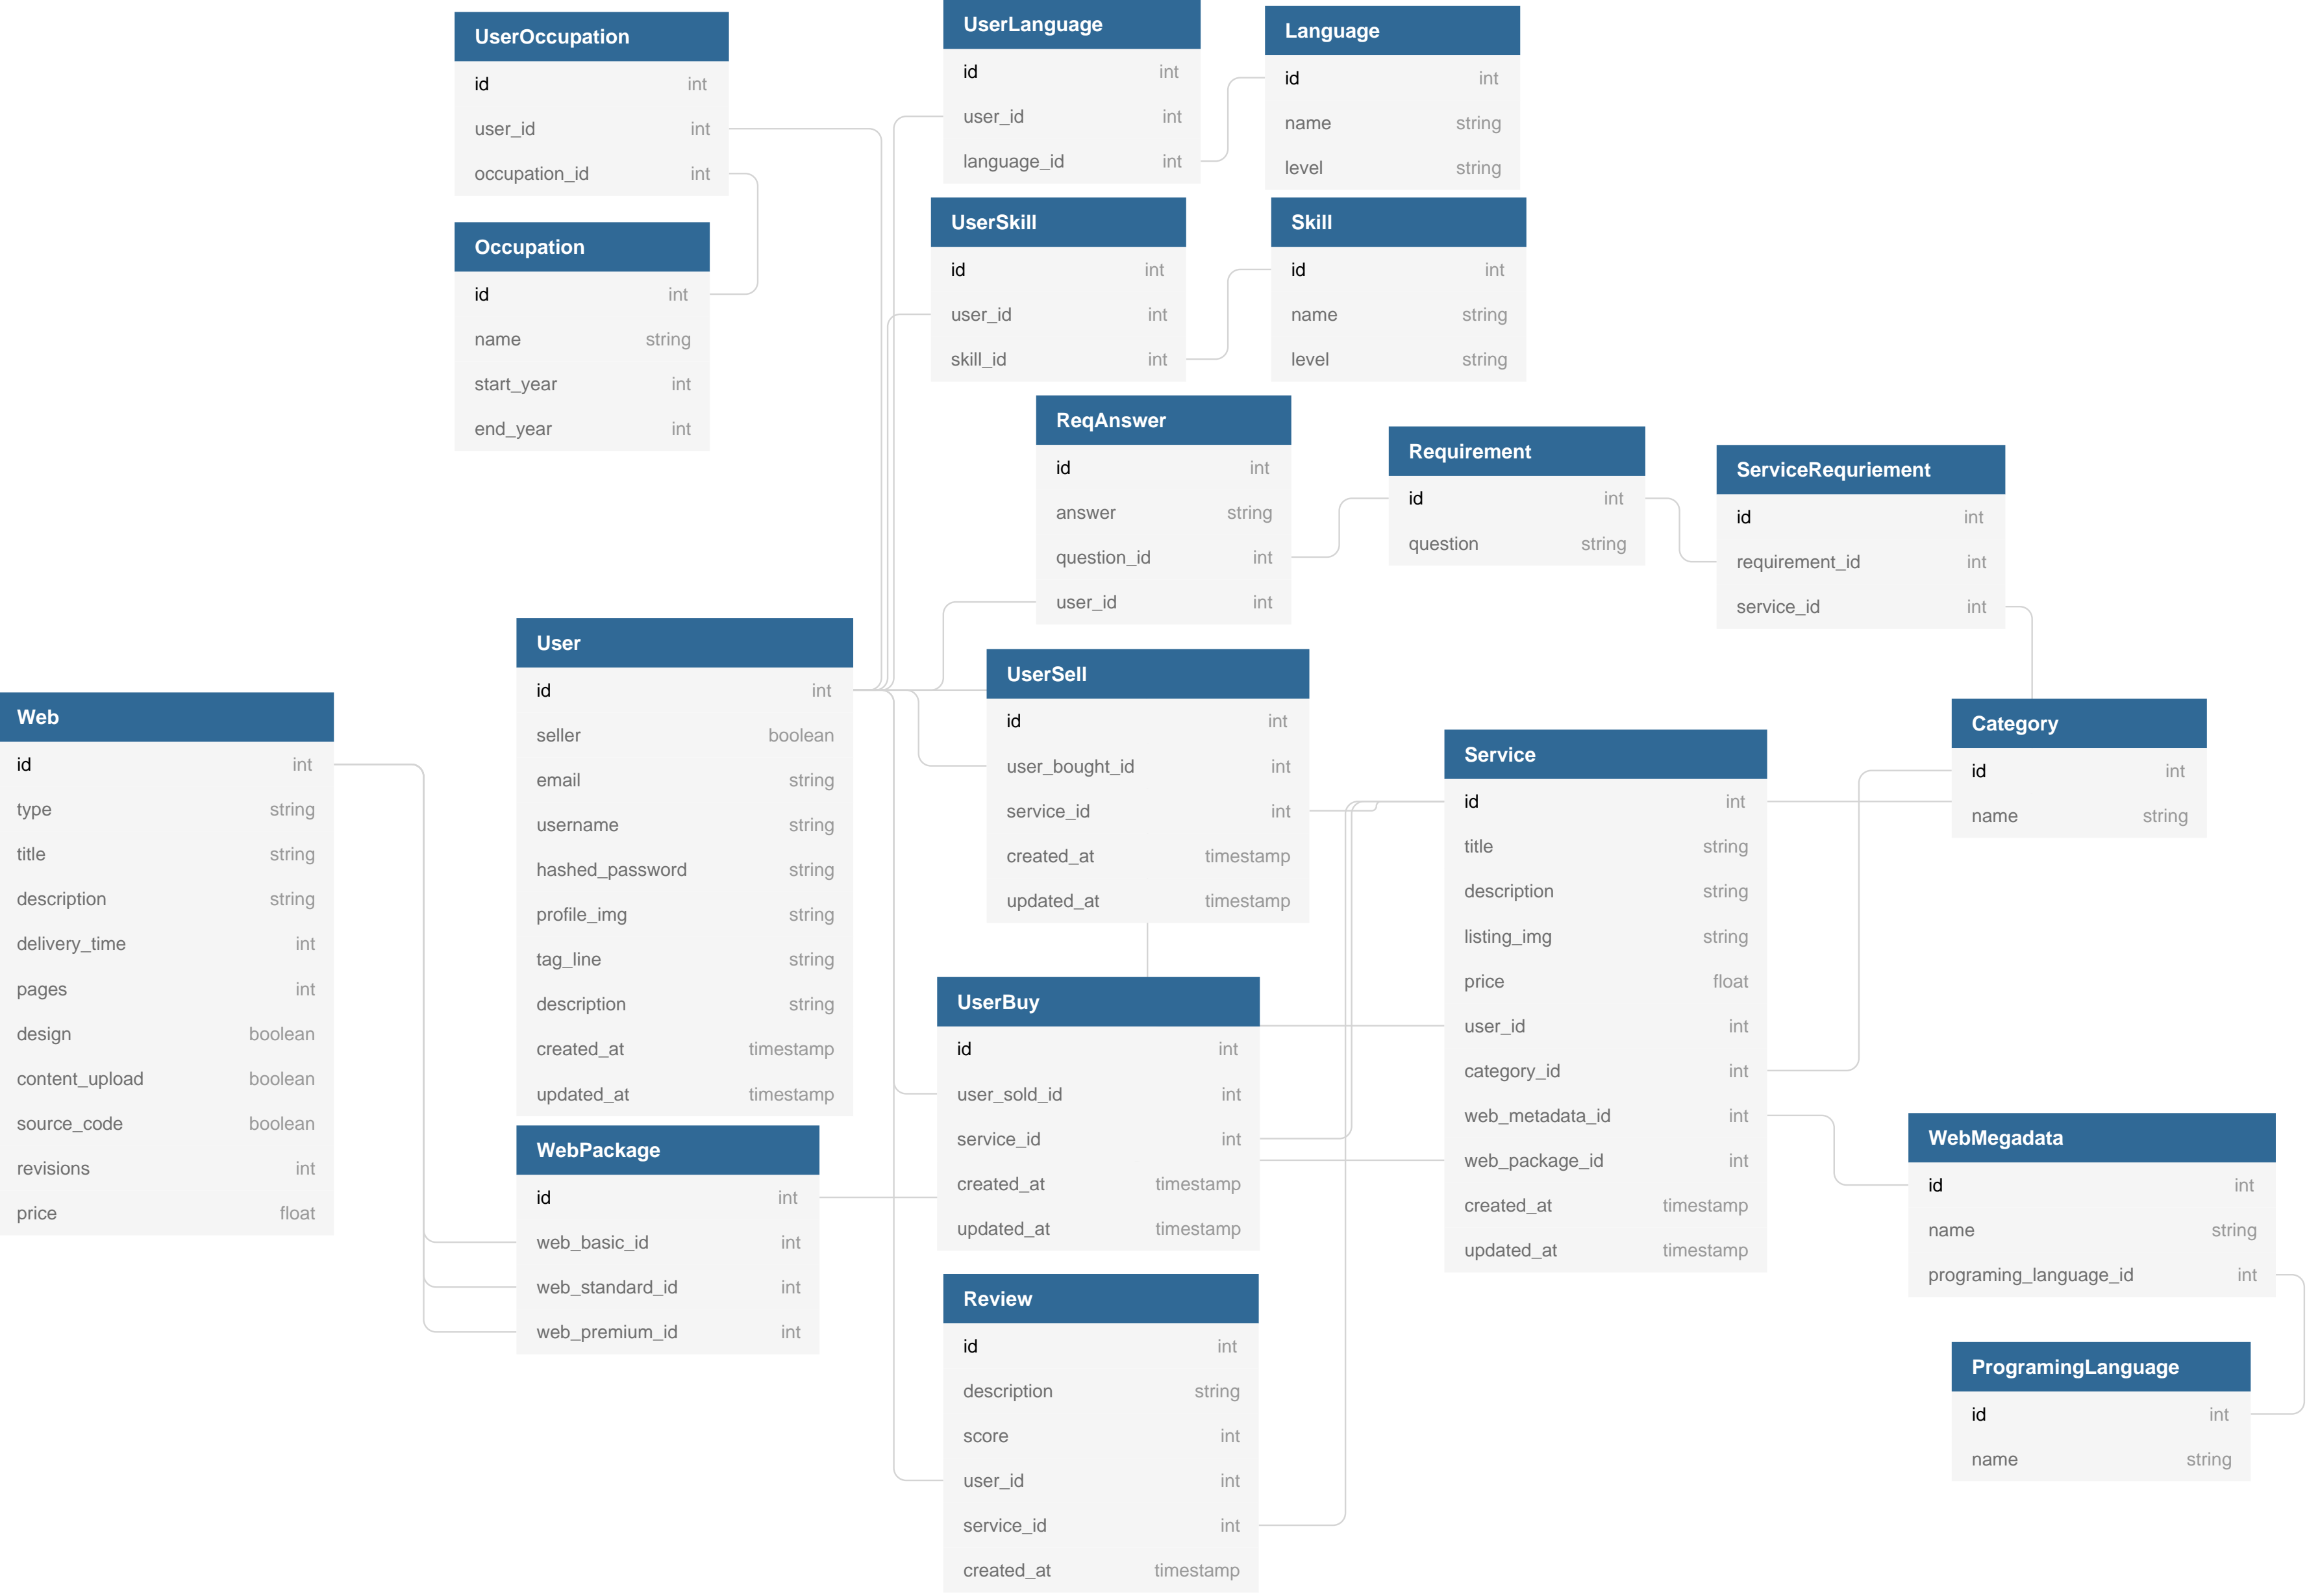 UserOccupation
id int
user_id int
occupation_id int
Occupation
id int
name string
start_year int
end_year int
UserLanguage
id int
user_id int
language_id int
Language
id int
name string
level string
UserSkill
id int
user_id int
skill_id int
Skill
id int
name string
level string
ReqAnswer
id int
answer string
question_id int
user_id int
Requirement
id int
question string
ServiceRequriement
id int
requirement_id int
service_id int
Web
id int
type string
title string
description string
delivery_time int
pages int
design boolean
content_upload boolean
source_code boolean
revisions int
price float
User
id int
seller boolean
email string
username string
hashed_password string
profile_img string
tag_line string
description string
created_at timestamp
updated_at timestamp
WebPackage
id int
web_basic_id int
web_standard_id int
web_premium_id int
UserSell
id int
user_bought_id int
service_id int
created_at timestamp
updated_at timestamp
UserBuy
id int
user_sold_id int
service_id int
created_at timestamp
updated_at timestamp
Review
id int
description string
score int
user_id int
service_id int
created_at timestamp
Service
id int
title string
description string
listing_img string
price float
user_id int
category_id int
web_metadata_id int
web_package_id int
created_at timestamp
updated_at timestamp
Category
id int
name string
WebMegadata
id int
name string
programing_language_id int
ProgramingLanguage
id int
name string